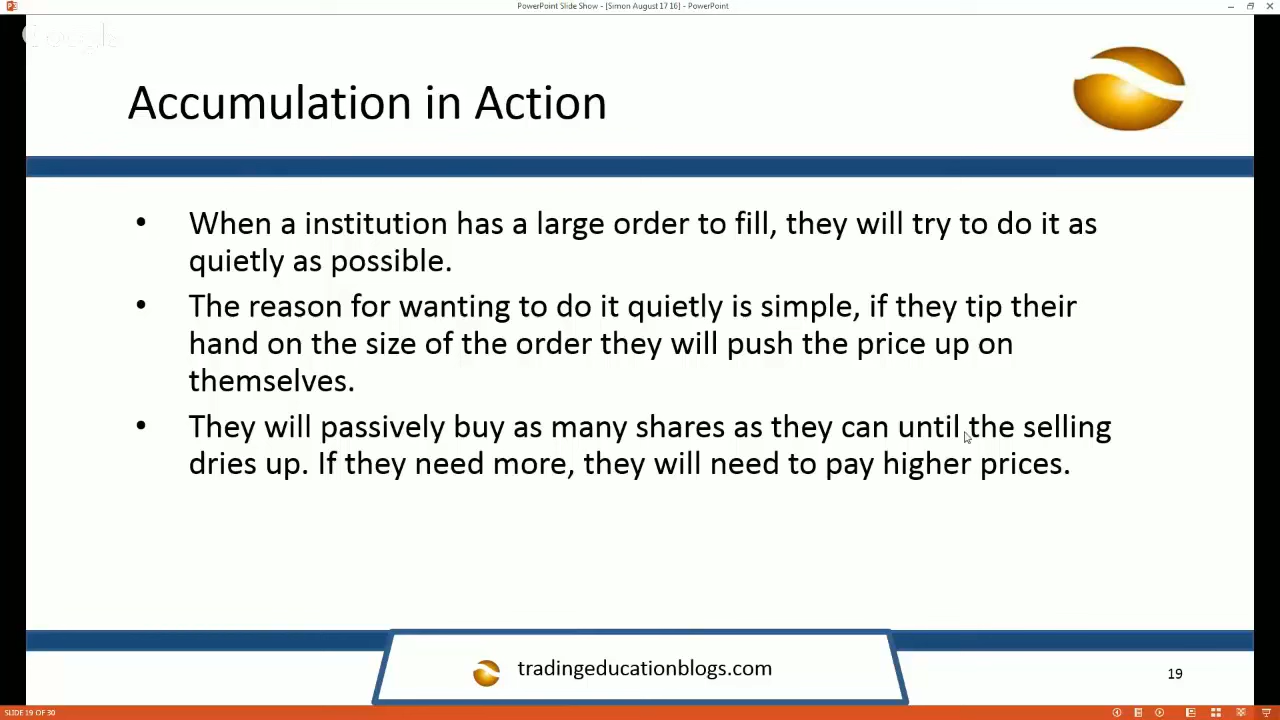 PowerPoint Slide Show - [Simon August 17 16] - PowerPoint
Google
Accumulation in Action
• When a institution has a large order to fill, they will try to do it as
quietly as possible.
• The reason for wanting to do it quietly is simple, if they tip their
hand on the size of the order they will push the price up on
themselves.
• They will passively buy as many shares as they can until the selling
dries up. If they need more, they will need to pay higher prices.
tradingeducationblogs.com
19
SLIDE 19 OF 30